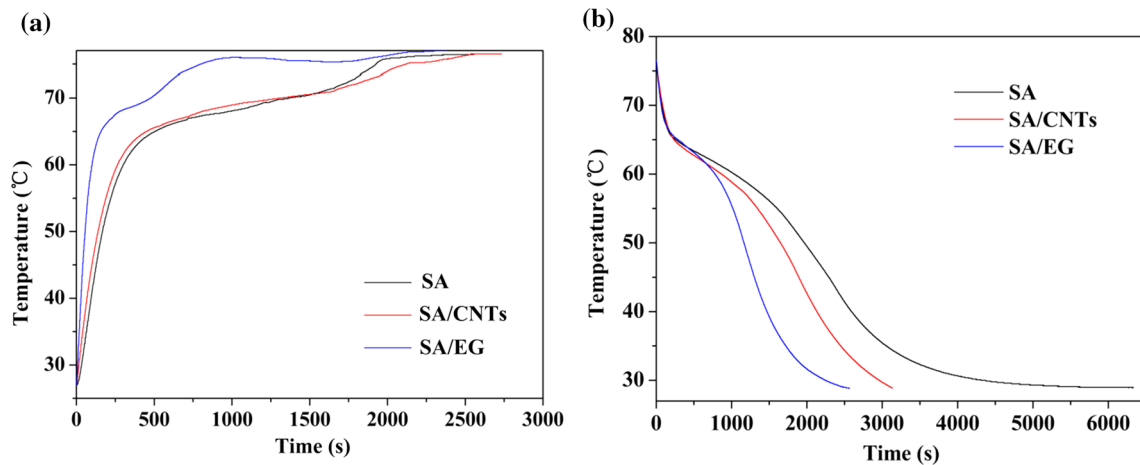 (a)
Temperature (℃)
70
60
50
40
30
SA
SA/CNTs
SA/EG
0 500 1000 1500 2000 2500 3000
Time (s)
(b)
Temperature (℃)
80
70
60
50
40
30
SA
SA/CNTs
SA/EG
0 1000 2000 3000 4000 5000 6000
Time (s)